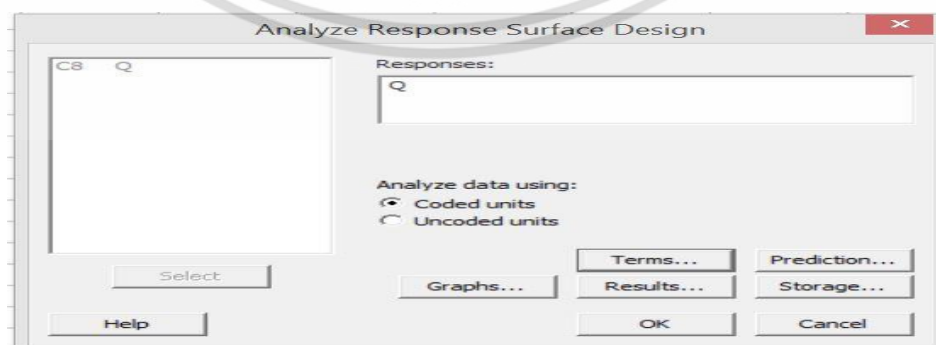 Analyze Response Surface Design
C8 Q
Responses:
Q
Analyze data using:
Coded units
Uncoded units
Select
Terms...
Prediction...
Graphs...
Results...
Storage...
Help
OK
Cancel